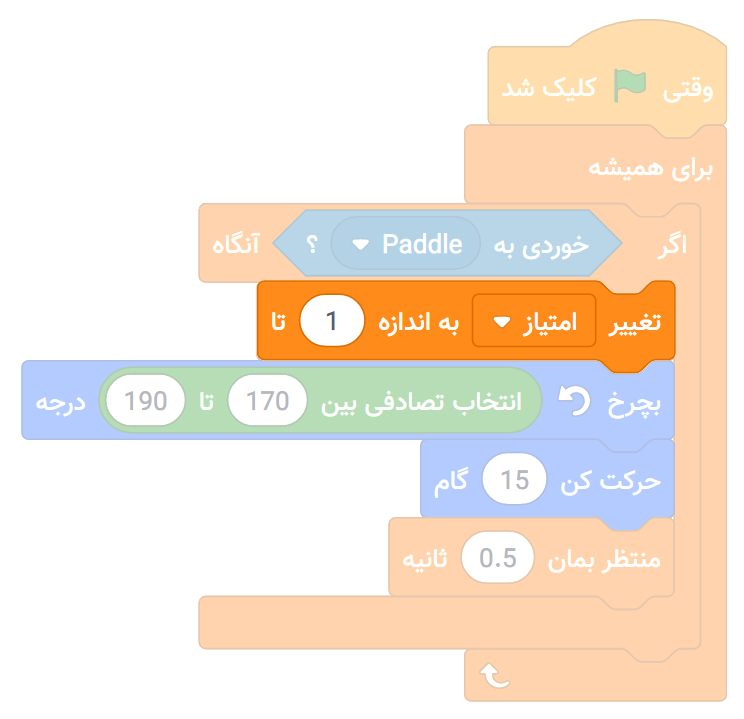 وقتی کلیک شد
برای همیشه
اگر خوردی به Paddle ؟ آنگاه
تغییر امتیاز به اندازه 1 تا
بچرخ انتخاب تصادفی بین 170 تا 190 درجه
حرکت کن 15 گام
منتظر بمان 0.5 ثانیه